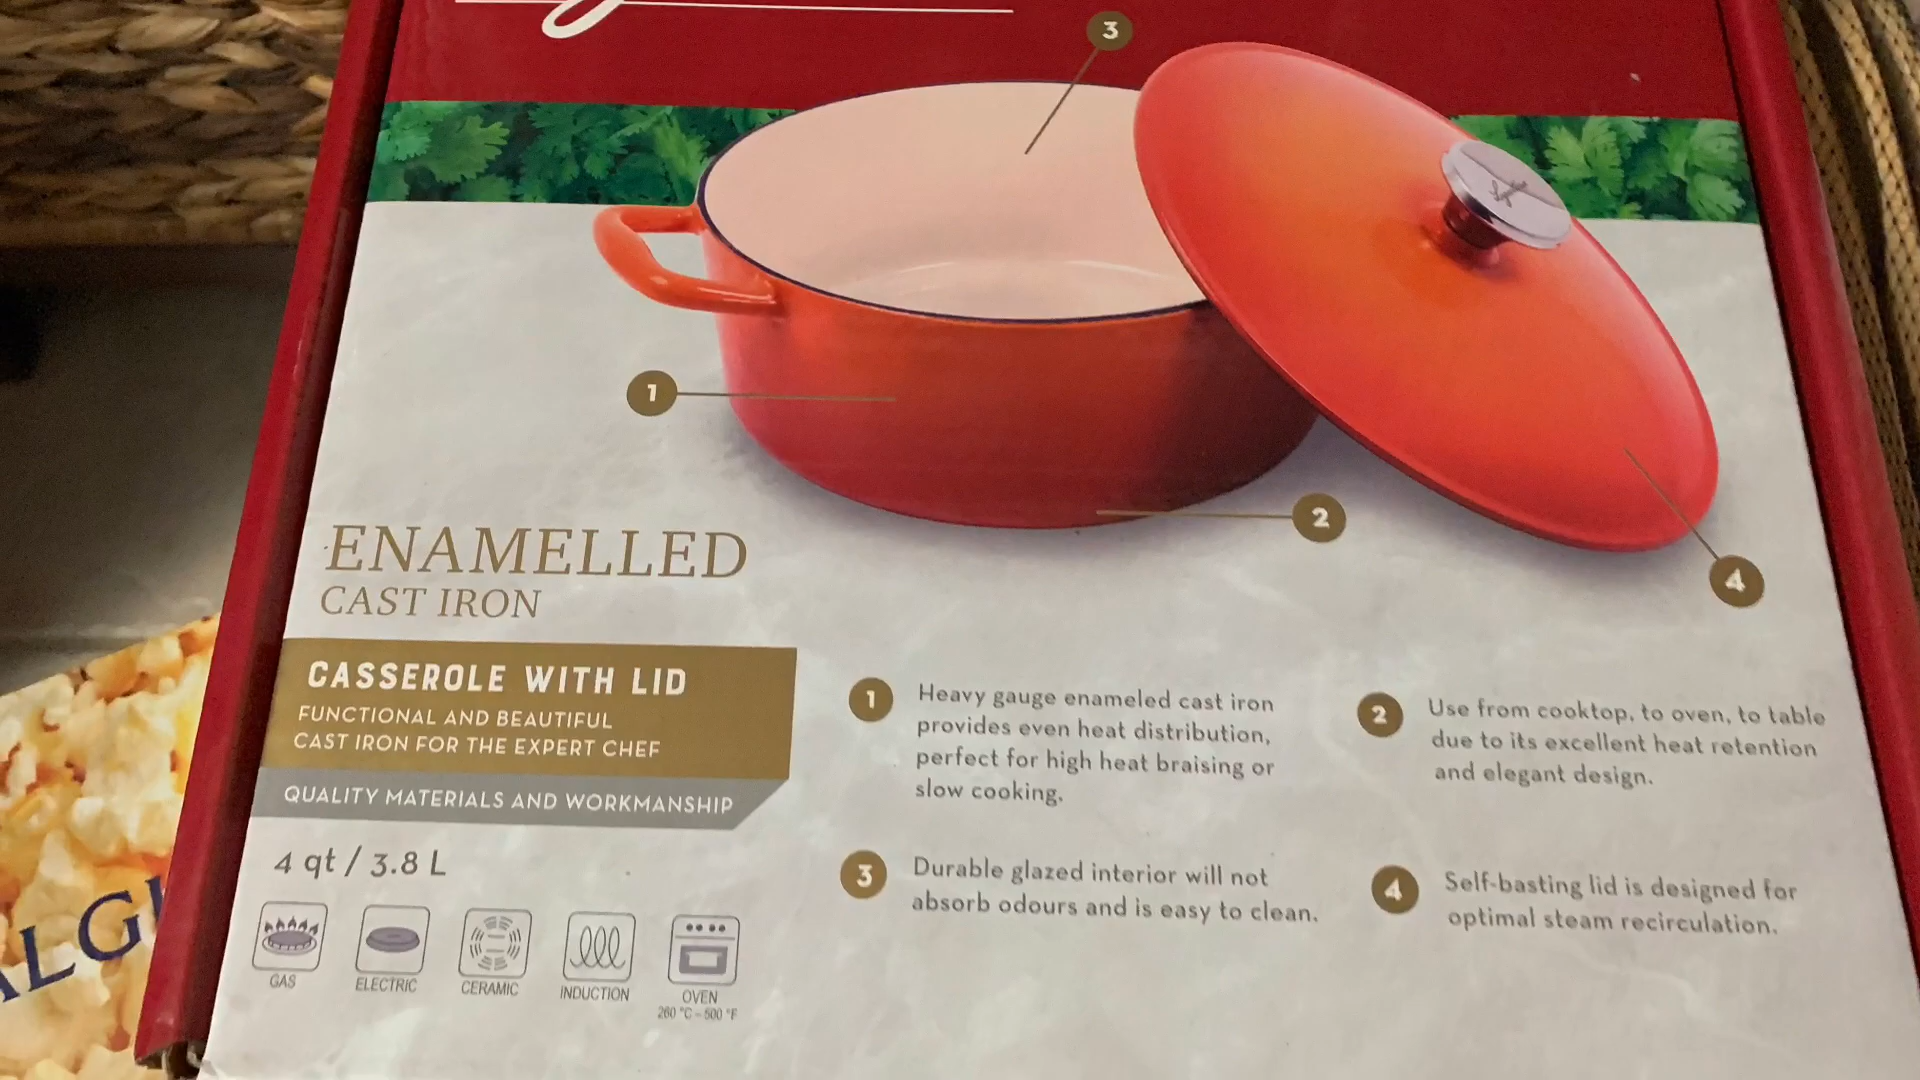 3
1
2
4
ENAMELLED
CAST IRON
CASSEROLE WITH LID
FUNCTIONAL AND BEAUTIFUL
CAST IRON FOR THE EXPERT CHEF
QUALITY MATERIALS AND WORKMANSHIP
4 qt / 3.8 L
GAS
ELECTRIC
CERAMIC
INDUCTION
OVEN
260 °C - 500 °F
1 Heavy gauge enameled cast iron
provides even heat distribution,
perfect for high heat braising or
slow cooking.
2 Use from cooktop, to oven, to table
due to its excellent heat retention
and elegant design.
3 Durable glazed interior will not
absorb odours and is easy to clean.
4 Self-basting lid is designed for
optimal steam recirculation.